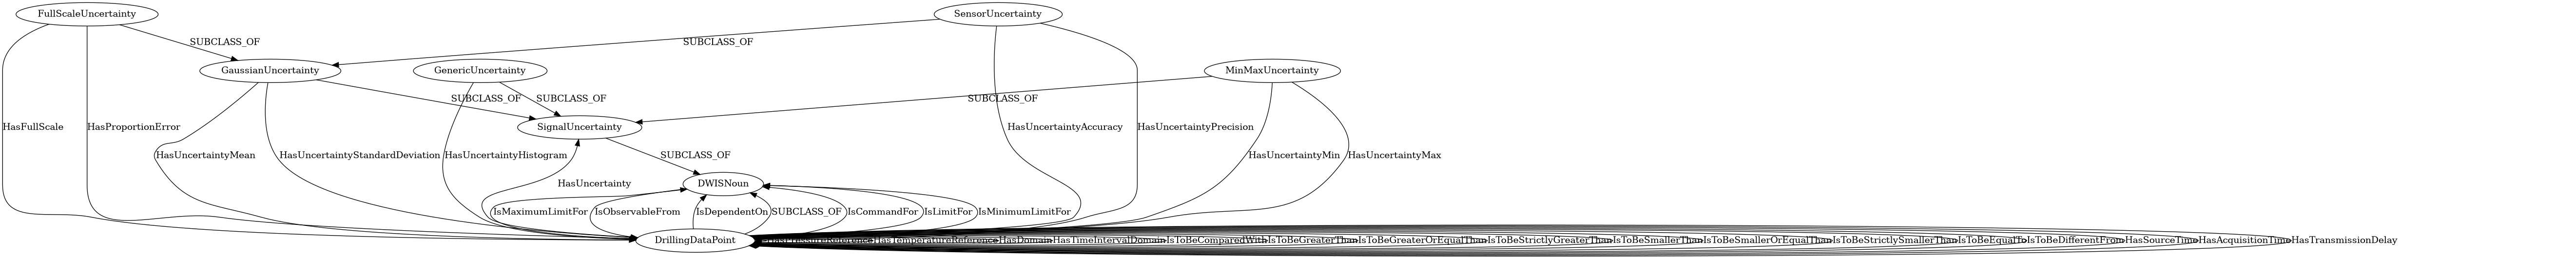 FullScaleUncertainty
SensorUncertainty
SUBCLASS_OF
SUBCLASS_OF
GaussianUncertainty
GenericUncertainty
MinMaxUncertainty
SUBCLASS_OF
SUBCLASS_OF
SUBCLASS_OF
HasFullScale
HasProportionError
SignalUncertainty
HasUncertaintyAccuracy
HasUncertaintyPrecision
HasUncertaintyMean
HasUncertaintyStandardDeviation
HasUncertaintyHistogram
SUBCLASS_OF
HasUncertaintyMin
HasUncertaintyMax
HasUncertainty
DWISNoun
IsMaximumLimitFor
IsObservableFrom
IsDependentOn
SUBCLASS_OF
IsCommandFor
IsLimitFor
IsMinimumLimitFor
DrillingDataPoint
HasPressureReference
HasTemperatureReference
HasDomain
HasTimeIntervalDomain
IsToBeComparedWith
IsToBeGreaterThan
IsToBeGreaterOrEqualThan
IsToBeStrictlyGreaterThan
IsToBeSmallerThan
IsToBeSmallerOrEqualThan
IsToBeStrictlySmallerThan
IsToBeEqualTo
IsToBeDifferentFrom
HasSourceTime
HasAcquisitionTime
HasTransmissionDelay